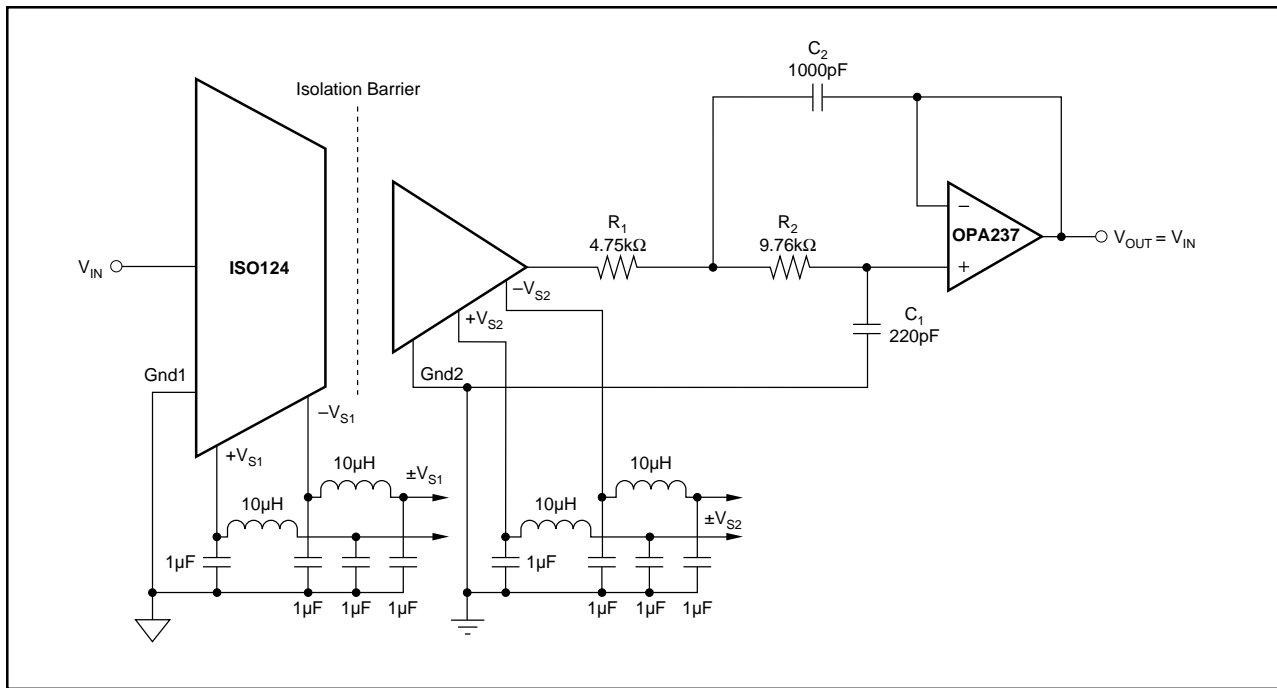 C2
1000pF
Isolation Barrier
R1
4.75kΩ
R2
9.76kΩ
–
OPA237
+
VOUT = VIN
VIN
ISO124
–VS2
+VS2
C1
220pF
Gnd1
Gnd2
–VS1
+VS1
10µH
±VS1
10µH
10µH
±VS2
10µH
1µF
1µF
1µF
1µF
1µF
1µF
1µF
1µF